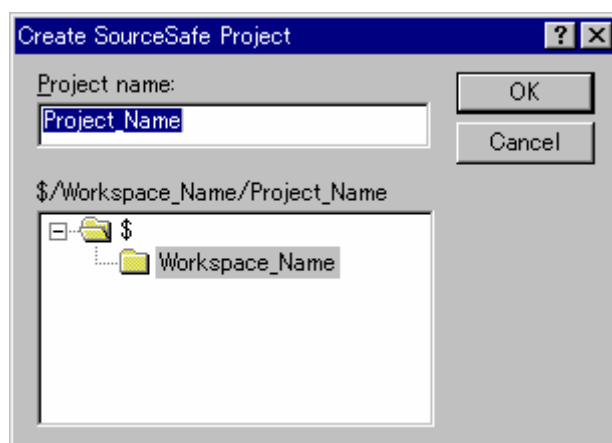 Create SourceSafe Project
Project name:
OK
Project_Name
Cancel
$/Workspace_Name/Project_Name
$
Workspace_Name